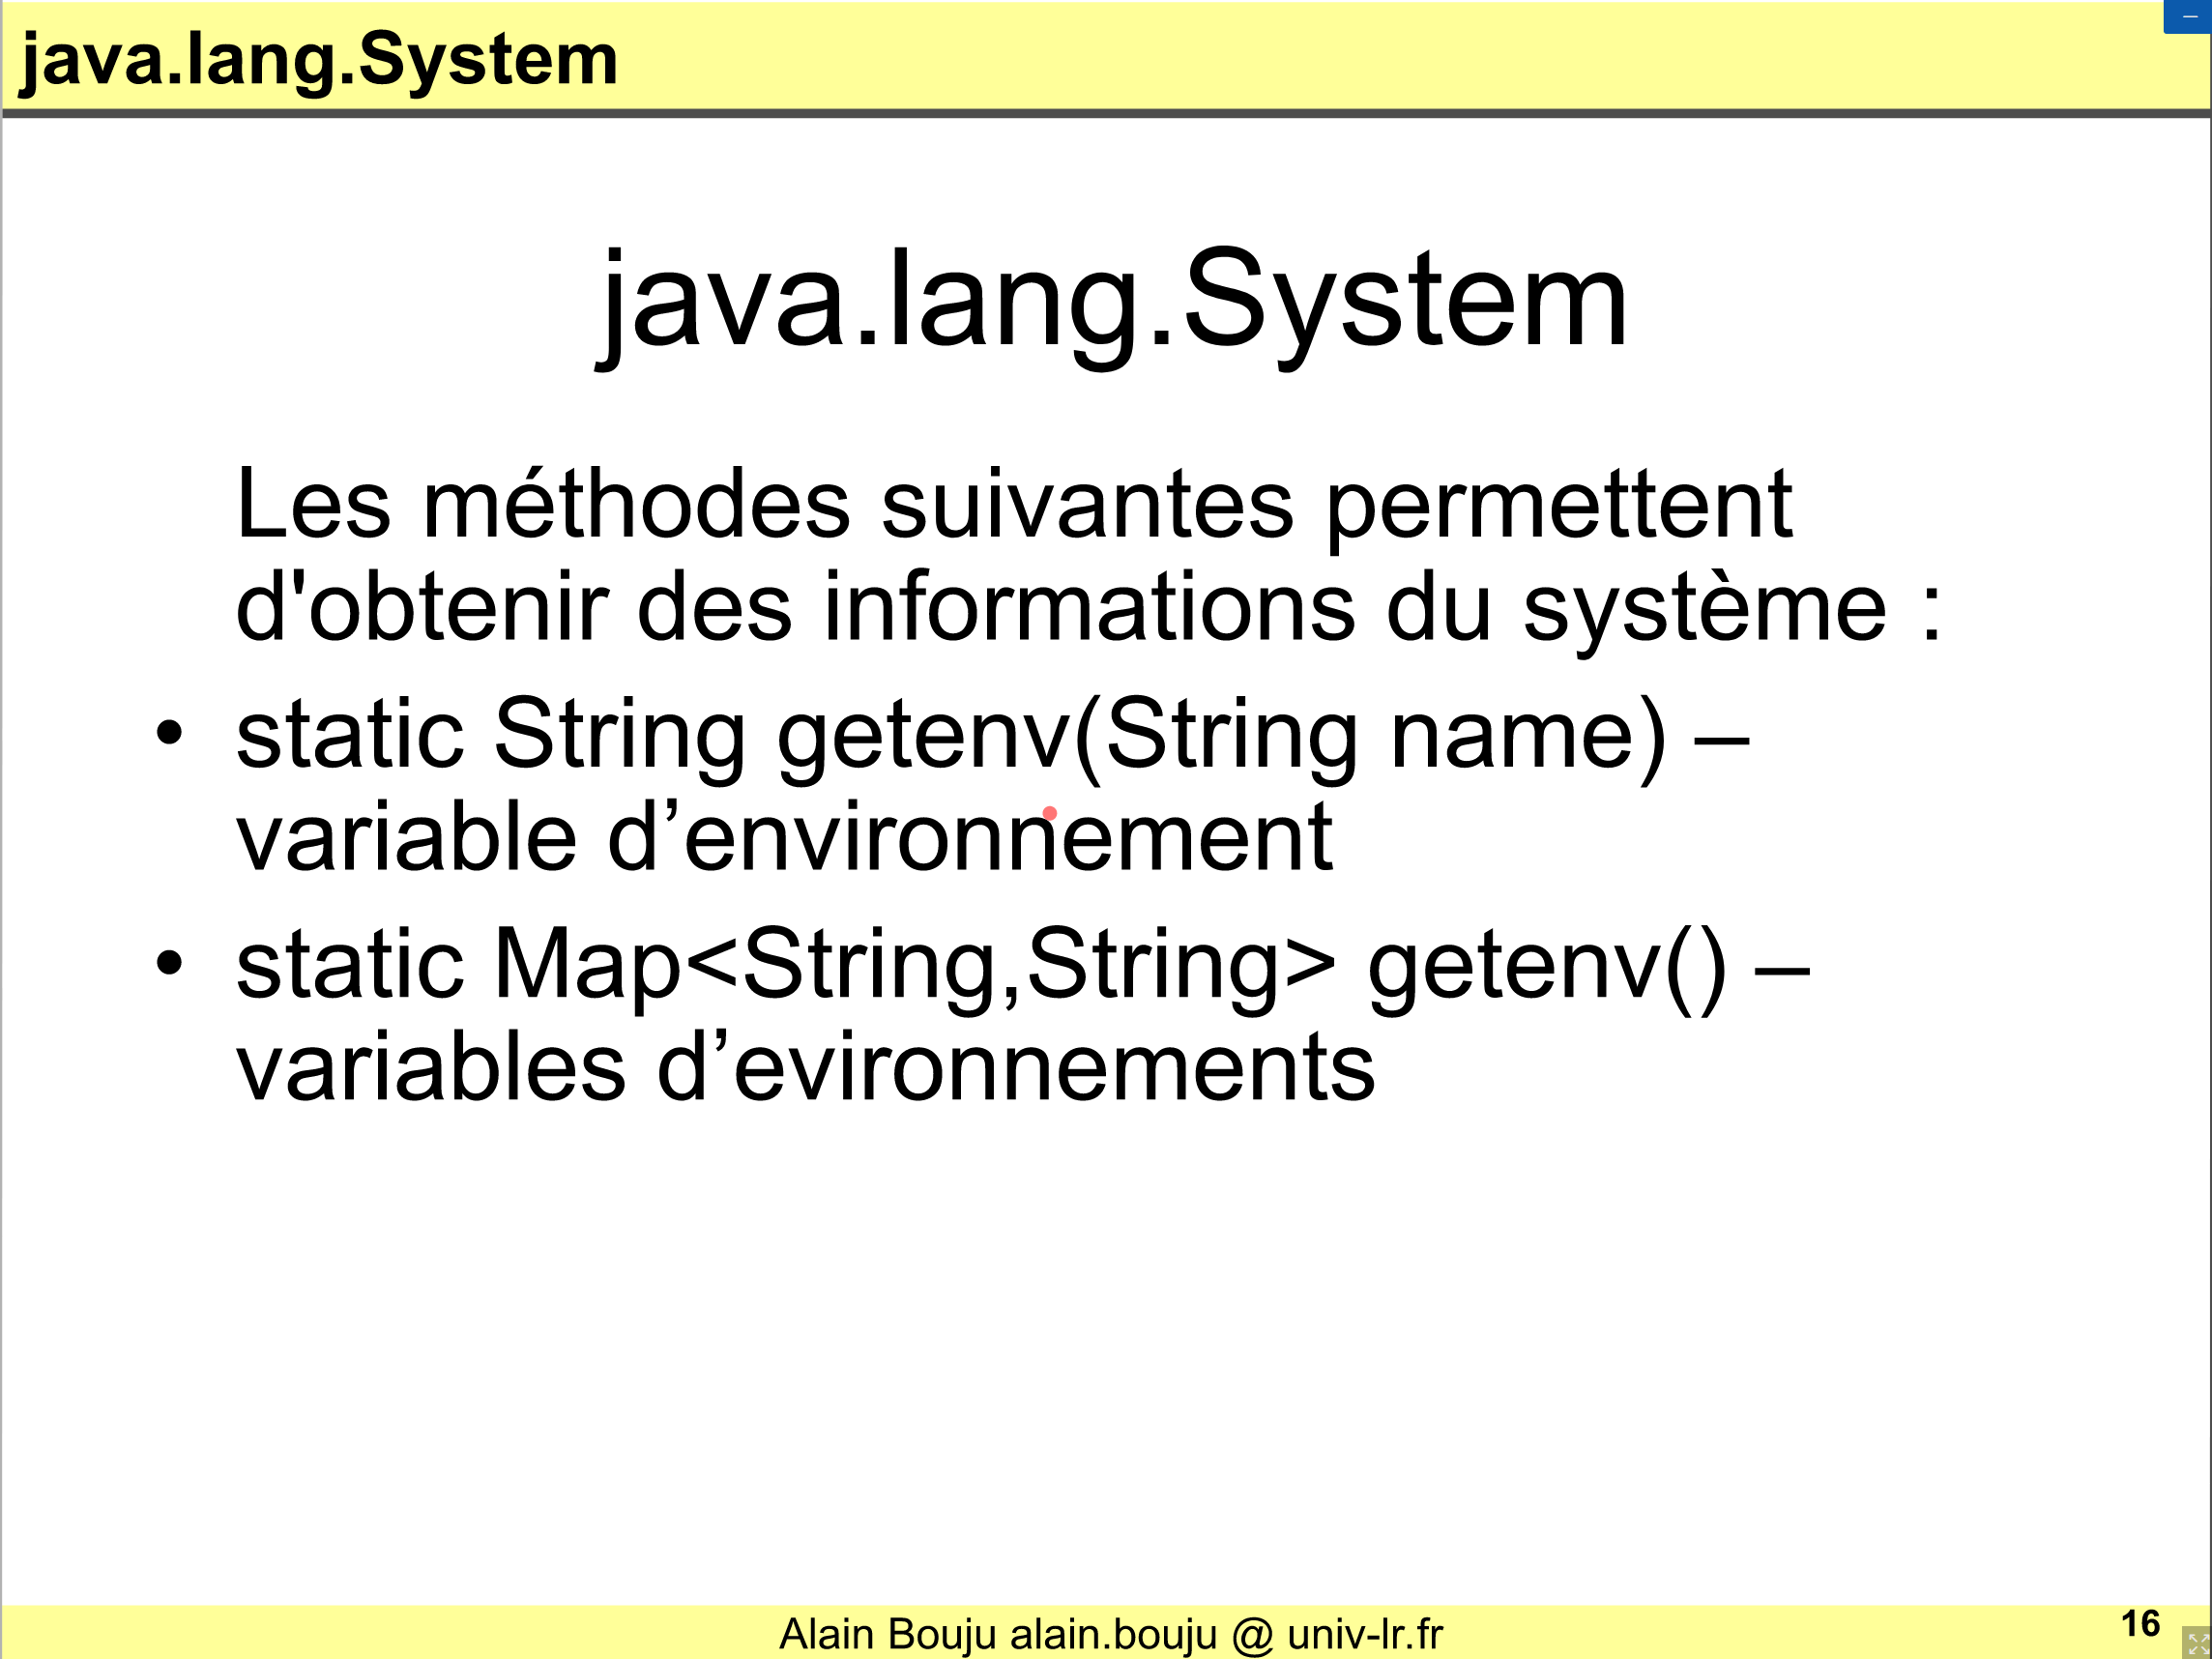 java.lang.System
java.lang.System
Les méthodes suivantes permettent
d'obtenir des informations du système :
• static String getenv(String name) –
variable d’environnement
• static Map<String,String> getenv() –
variables d’evironnements
Alain Bouju alain.bouju @ univ-lr.fr
16